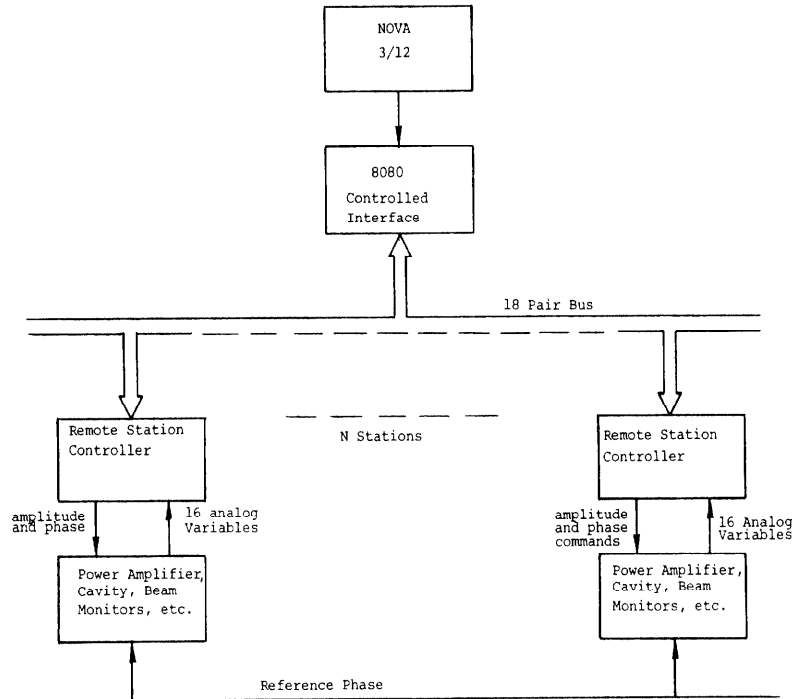 NOVA
3/12
8080
Controlled
Interface
18 Pair Bus
Remote Station
Controller
N Stations
Remote Station
Controller
amplitude
and phase
16 analog
Variables
amplitude
and phase
commands
16 Analog
Variables
Power Amplifier,
Cavity, Beam
Monitors, etc.
Power Amplifier,
Cavity, Beam
Monitors, etc.
Reference Phase